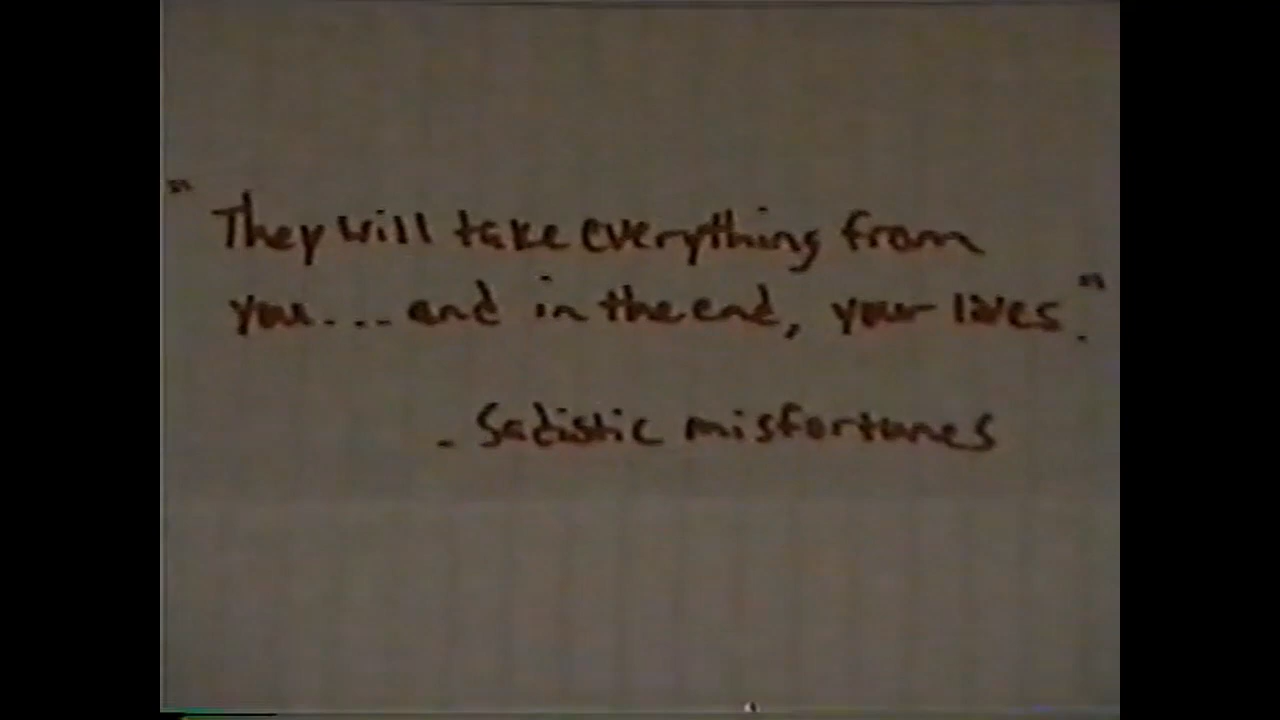 "They will take everything from
you... and in the end, your lives."
- Sadistic misfortunes